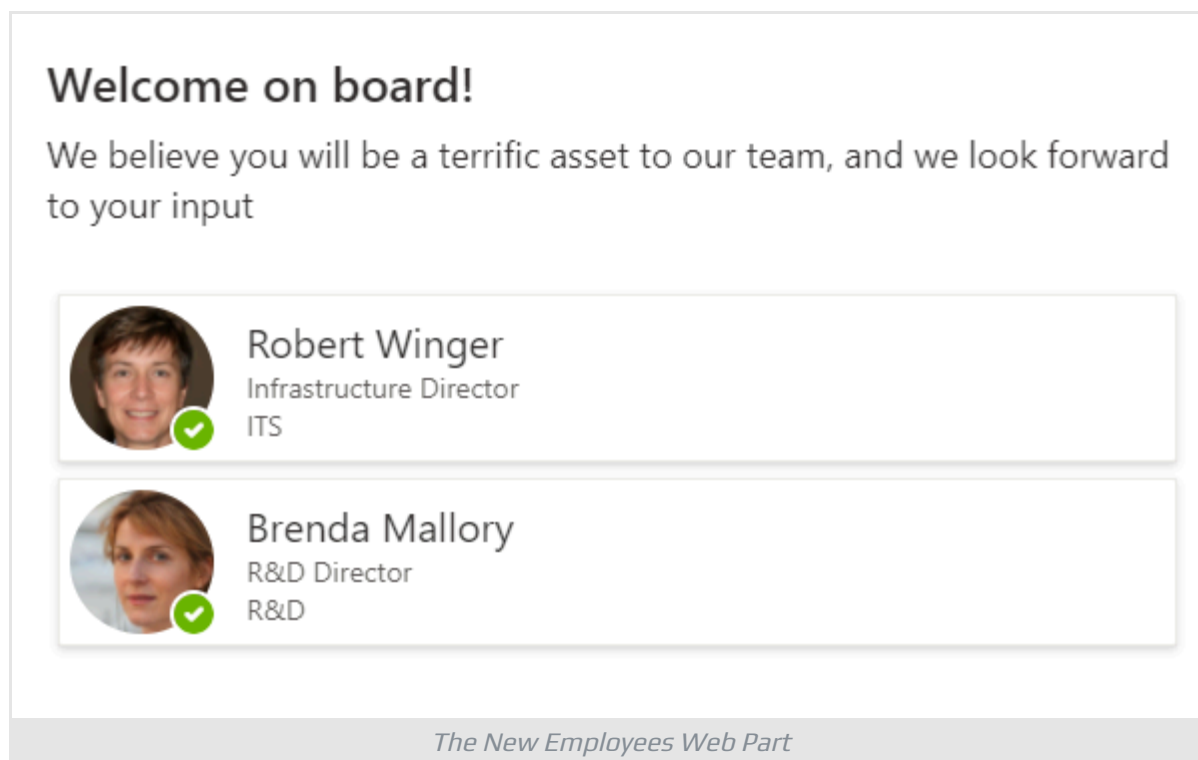 Welcome on board!
We believe you will be a terrific asset to our team, and we look forward
to your input
Robert Winger
Infrastructure Director
ITS
Brenda Mallory
R&D Director
R&D
The New Employees Web Part